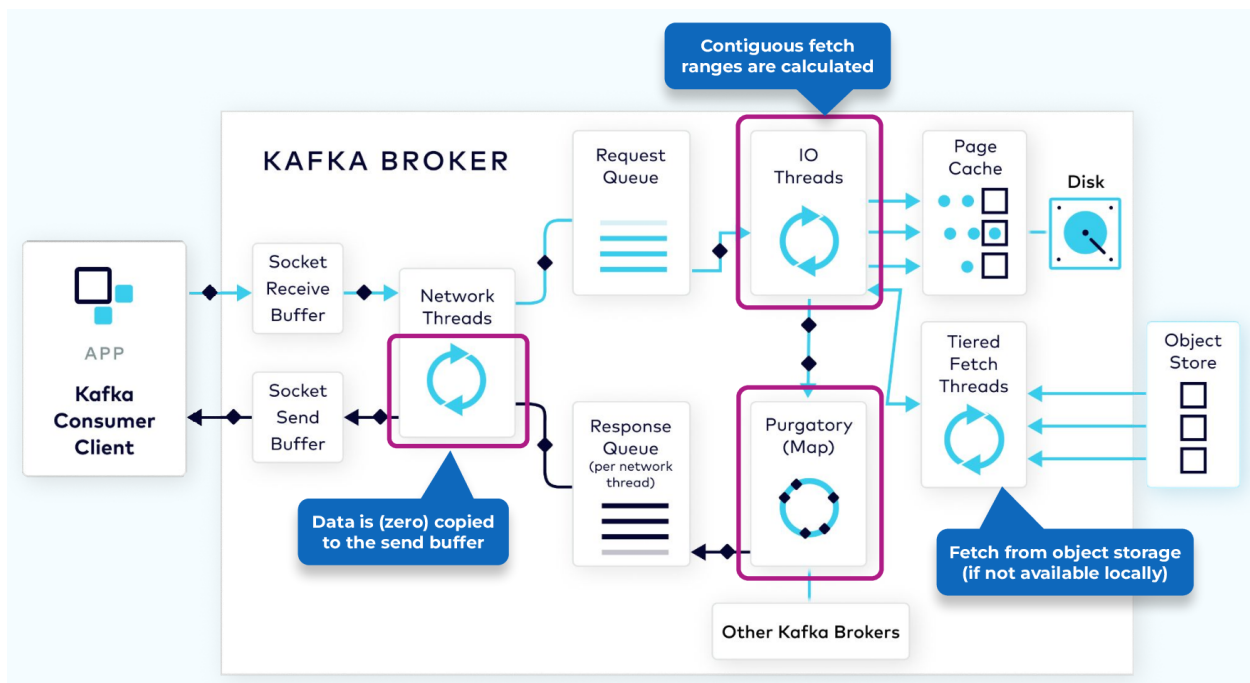 Contiguous fetch
ranges are calculated
KAFKA BROKER
Request
Queue
IO
Threads
Page
Cache
Disk
Socket
Receive
Buffer
Network
Threads
APP
Kafka
Consumer
Client
Socket
Send
Buffer
Response
Queue
(per network
thread)
Purgatory
(Map)
Tiered
Fetch
Threads
Object
Store
Data is (zero) copied
to the send buffer
Fetch from object storage
(if not available locally)
Other Kafka Brokers